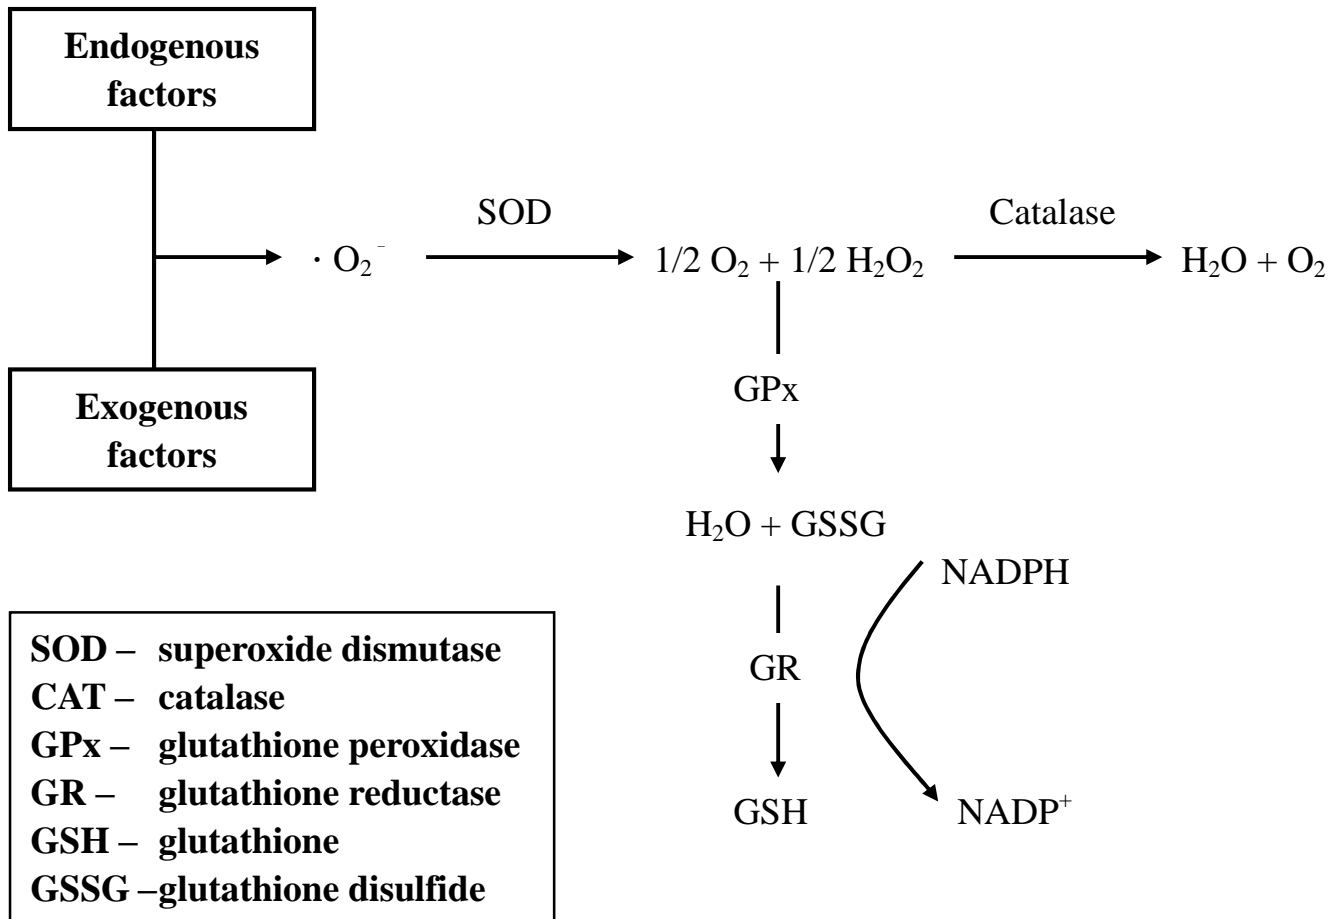 Endogenous
factors
SOD
Catalase
· O₂⁻
1/2 O₂ + 1/2 H₂O₂
H₂O + O₂
GPx
Exogenous
factors
H₂O + GSSG
NADPH
GR
GSH
NADP⁺
SOD – superoxide dismutase
CAT – catalase
GPx – glutathione peroxidase
GR – glutathione reductase
GSH – glutathione
GSSG –glutathione disulfide